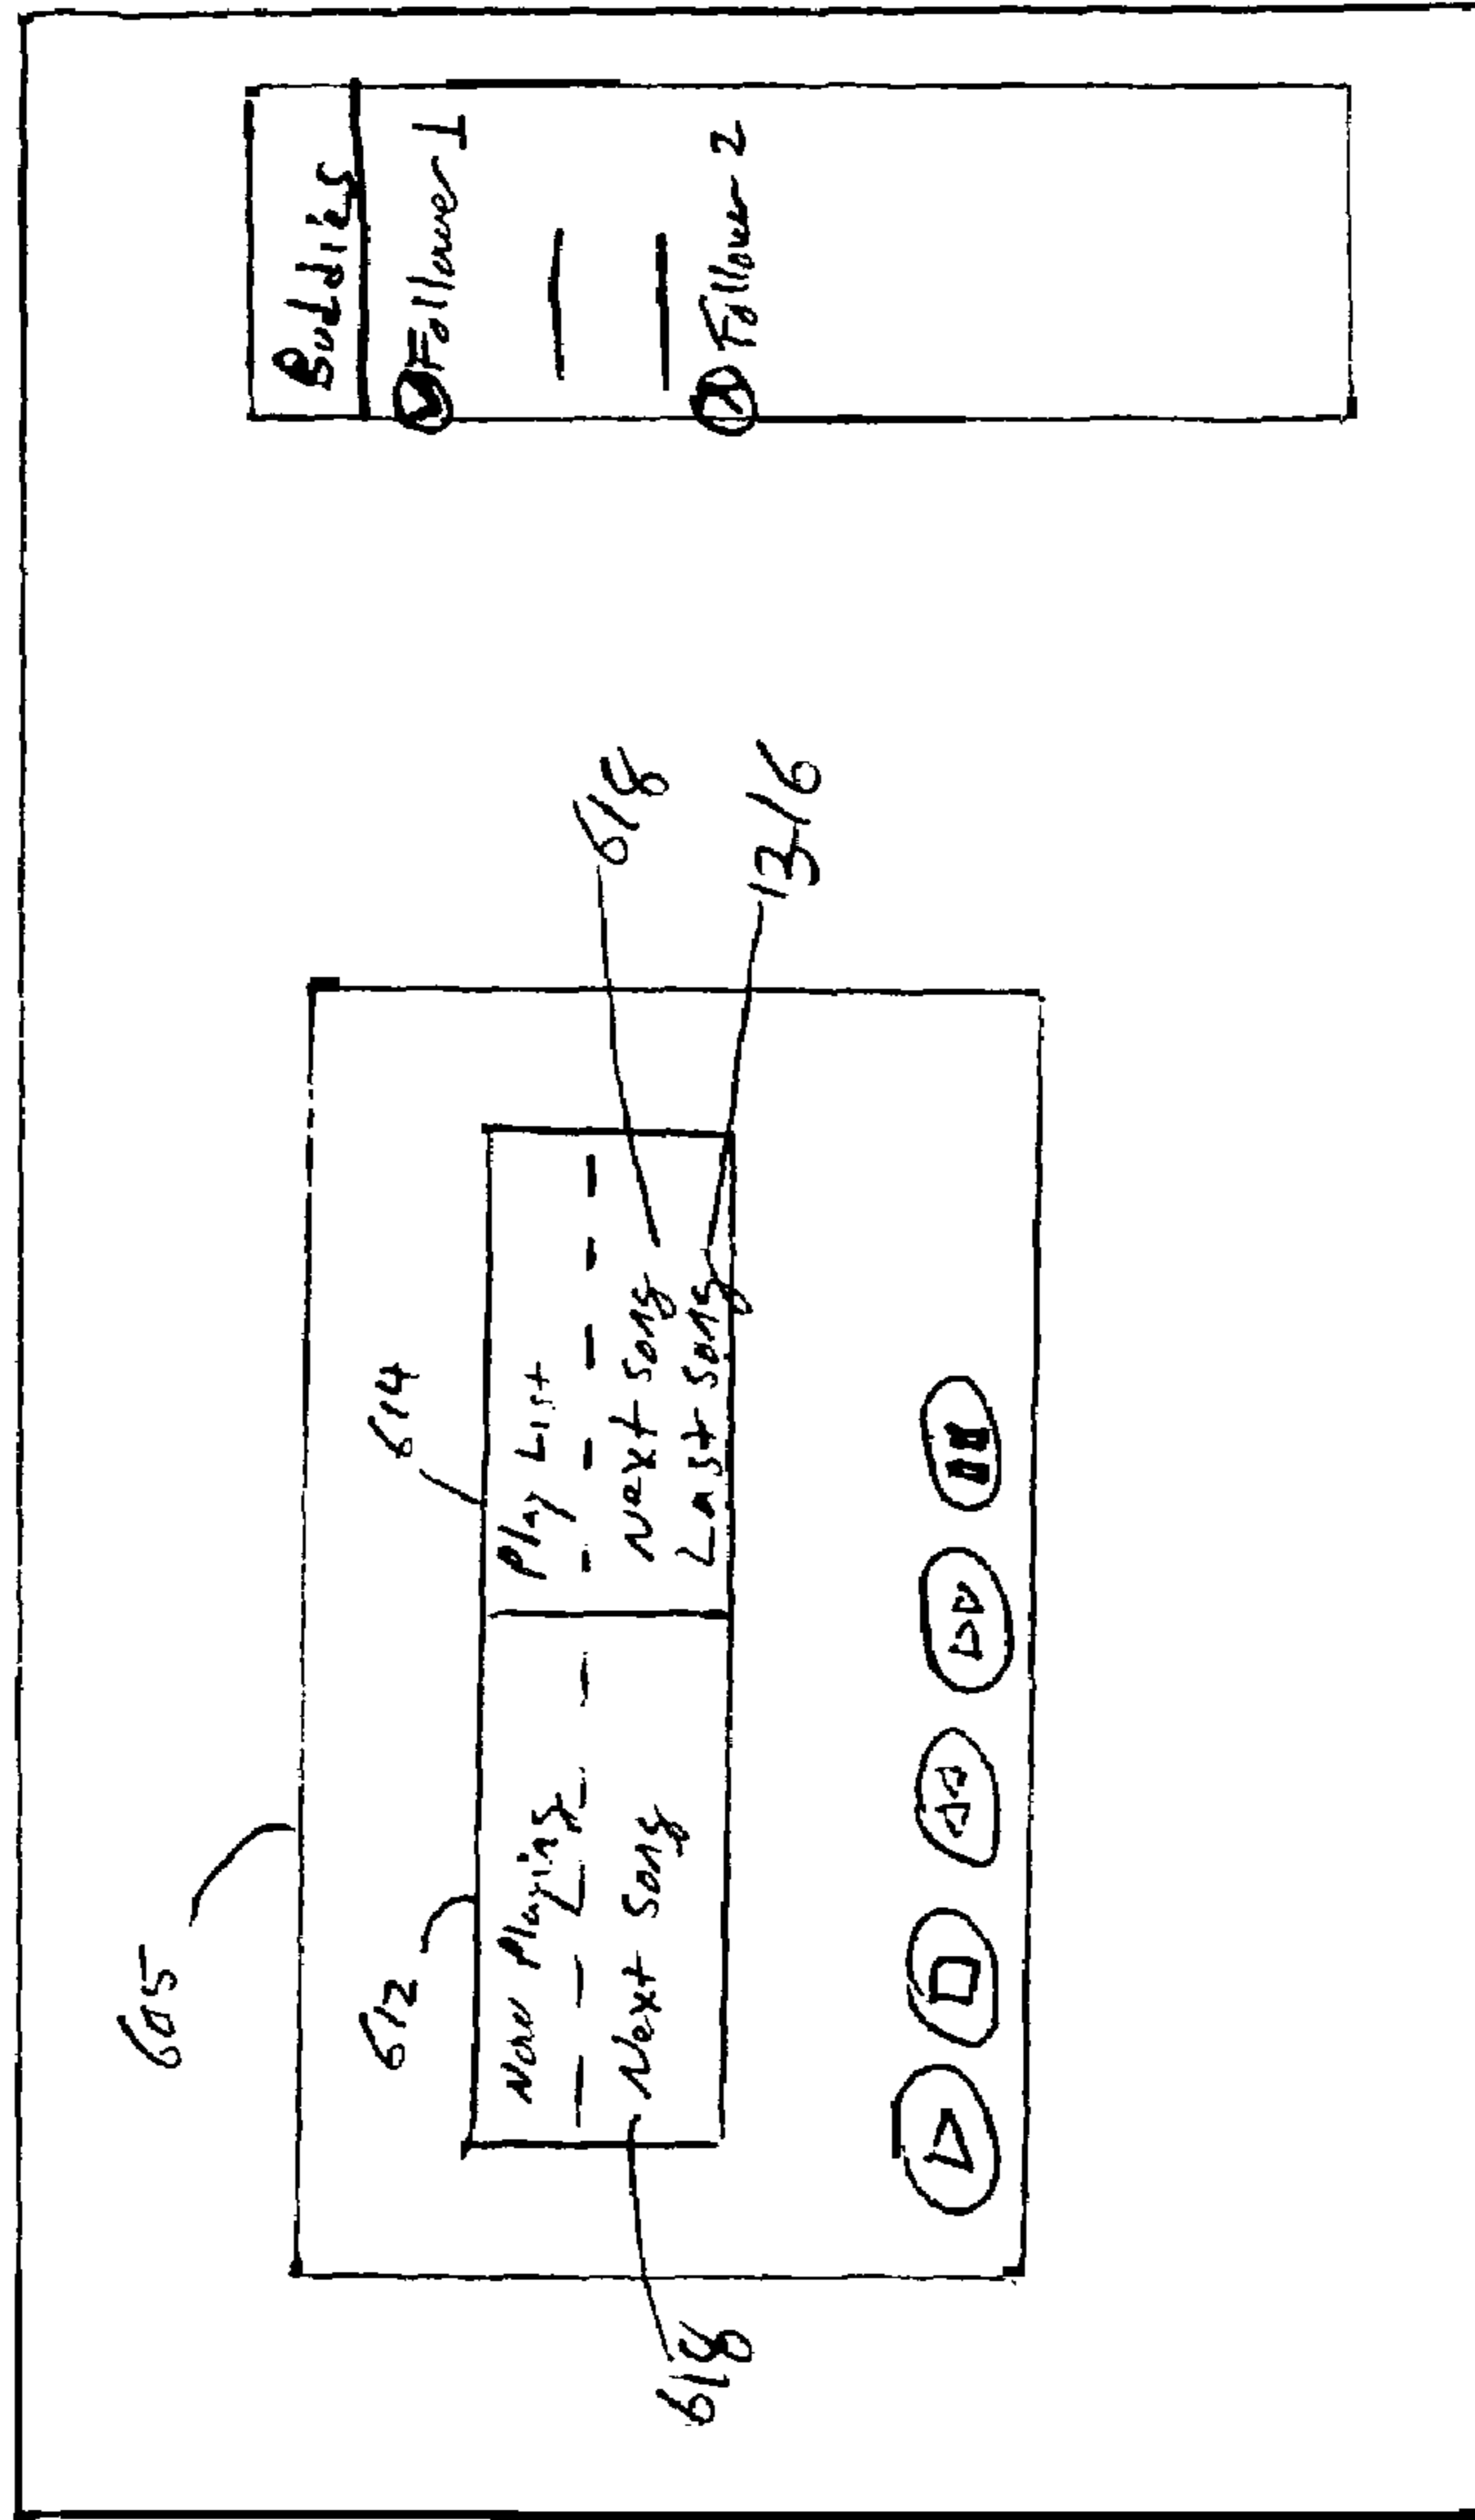 605
612
614
Now Playing
Play List
Next Song
Next Song
Last Song
618
618
1316
Buddies
Follower 1
Follower 2